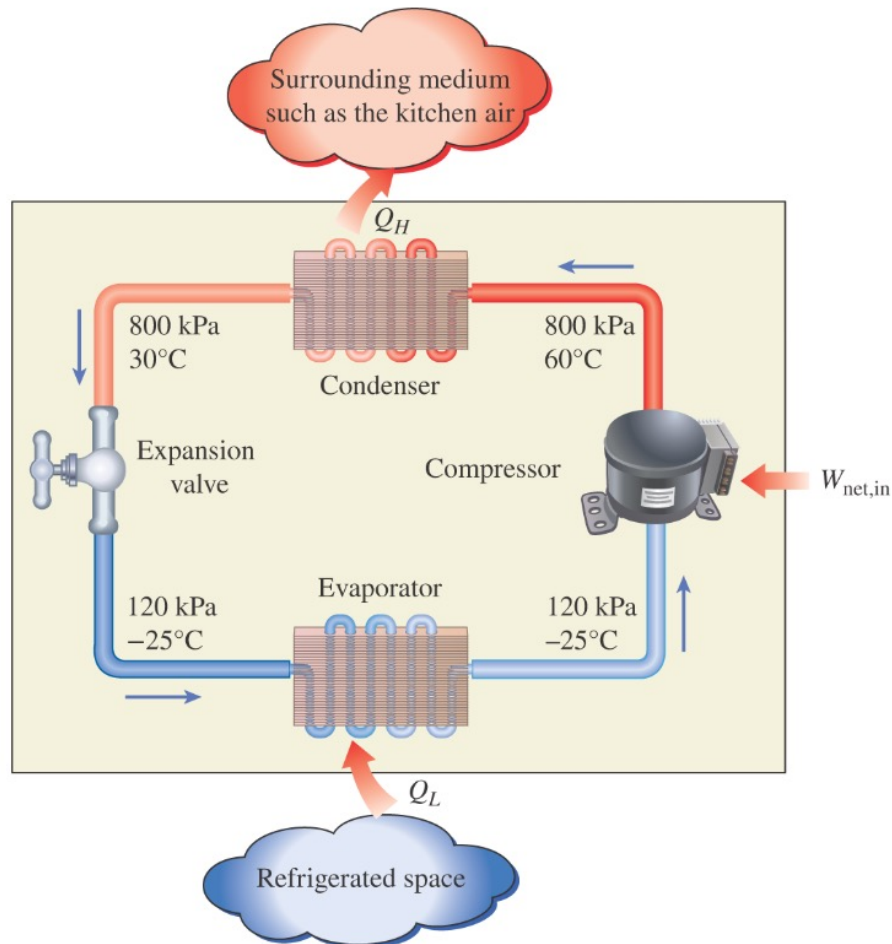 Surrounding medium
such as the kitchen air
Q_H
800 kPa
30°C
800 kPa
60°C
Condenser
Expansion
valve
Compressor
W_net,in
Evaporator
120 kPa
–25°C
120 kPa
–25°C
Q_L
Refrigerated space